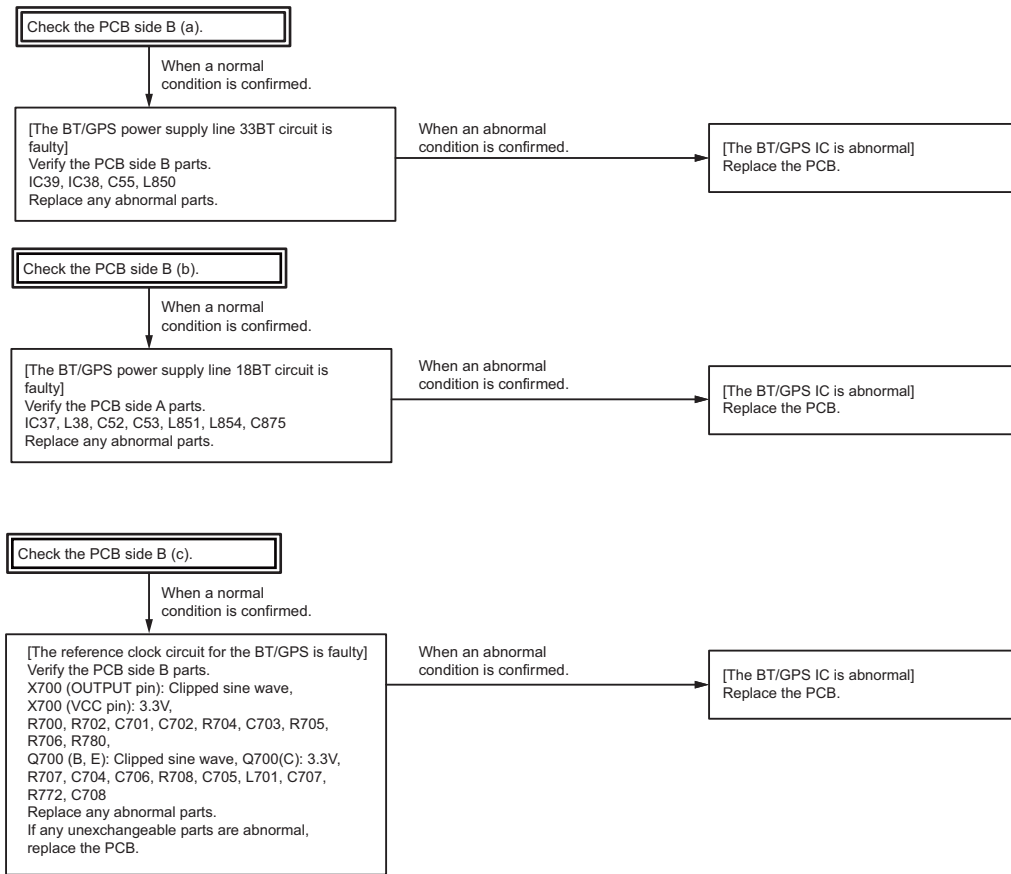 Check the PCB side B (a).
When a normal
condition is confirmed.
[The BT/GPS power supply line 33BT circuit is
faulty]
Verify the PCB side B parts.
IC39, IC38, C55, L850
Replace any abnormal parts.
When an abnormal
condition is confirmed.
[The BT/GPS IC is abnormal]
Replace the PCB.
Check the PCB side B (b).
When a normal
condition is confirmed.
[The BT/GPS power supply line 18BT circuit is
faulty]
Verify the PCB side A parts.
IC37, L38, C52, C53, L851, L854, C875
Replace any abnormal parts.
When an abnormal
condition is confirmed.
[The BT/GPS IC is abnormal]
Replace the PCB.
Check the PCB side B (c).
When a normal
condition is confirmed.
[The reference clock circuit for the BT/GPS is faulty]
Verify the PCB side B parts.
X700 (OUTPUT pin): Clipped sine wave,
X700 (VCC pin): 3.3V,
R700, R702, C701, C702, R704, C703, R705,
R706, R780,
Q700 (B, E): Clipped sine wave, Q700(C): 3.3V,
R707, C704, C706, R708, C705, L701, C707,
R772, C708
Replace any abnormal parts.
If any unexchangeable parts are abnormal,
replace the PCB.
When an abnormal
condition is confirmed.
[The BT/GPS IC is abnormal]
Replace the PCB.